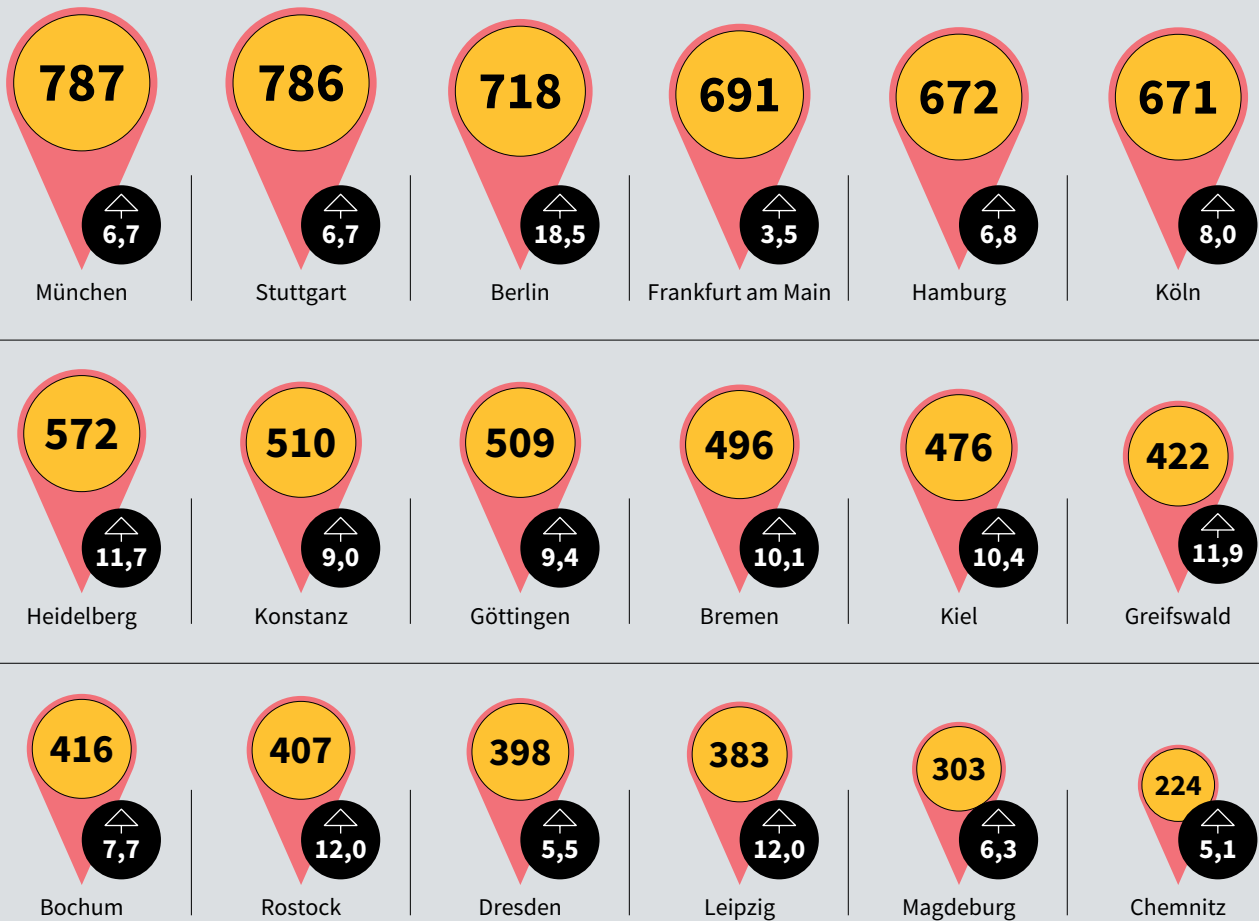 787 786 718 691 672 671
6,7 6,7 18,5 3,5 6,8 8,0
München Stuttgart Berlin Frankfurt am Main Hamburg Köln
572 510 509 496 476 422
11,7 9,0 9,4 10,1 10,4 11,9
Heidelberg Konstanz Göttingen Bremen Kiel Greifswald
416 407 398 383 303 224
7,7 12,0 5,5 12,0 6,3 5,1
Bochum Rostock Dresden Leipzig Magdeburg Chemnitz